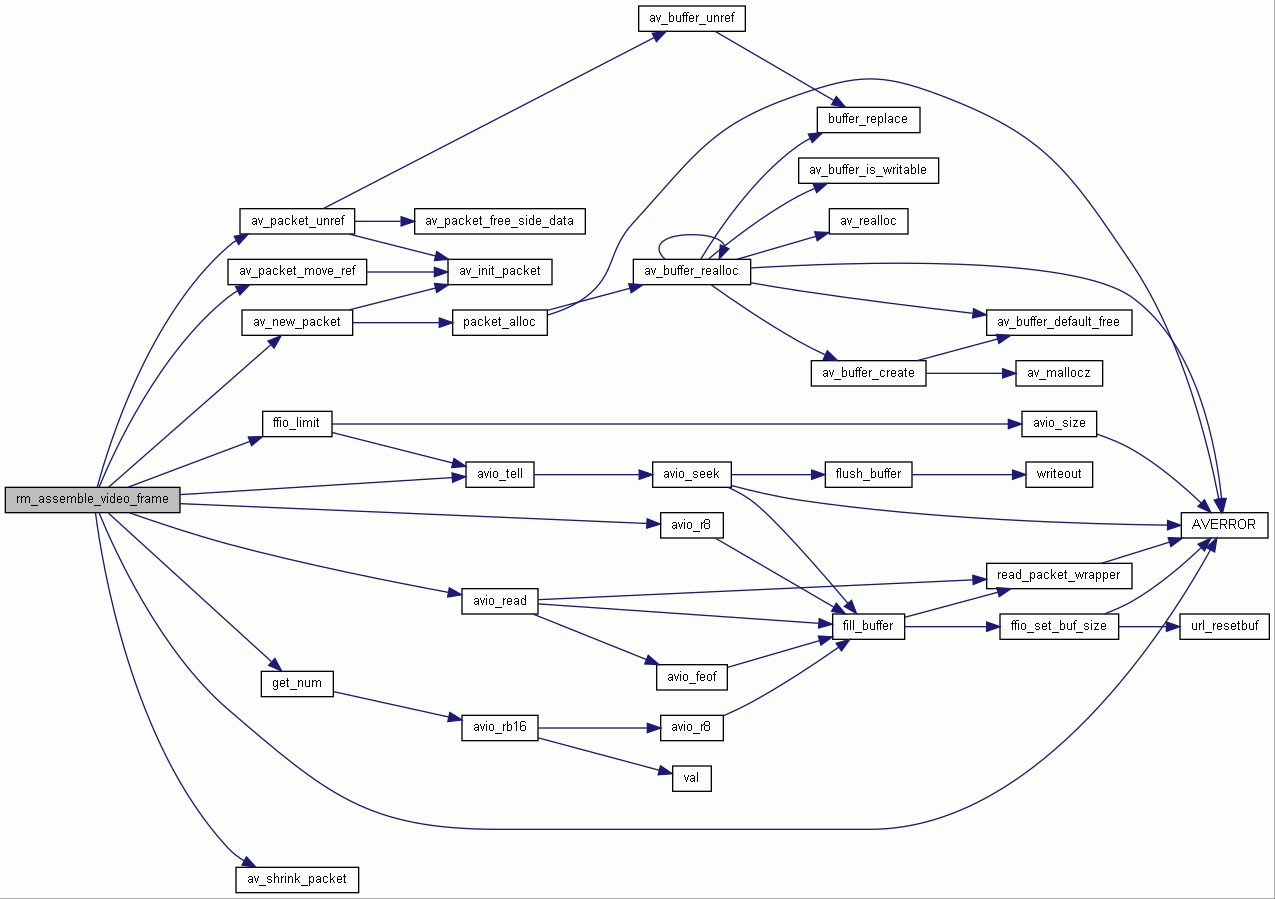 av_buffer_unref
buffer_replace
av_buffer_is_writable
av_packet_unref
av_packet_free_side_data
av_realloc
av_packet_move_ref
av_init_packet
av_buffer_realloc
av_new_packet
packet_alloc
av_buffer_default_free
av_buffer_create
av_mallocz
ffio_limit
avio_size
avio_tell
avio_seek
flush_buffer
writeout
rm_assemble_video_frame
avio_r8
AVERROR
read_packet_wrapper
avio_read
fill_buffer
ffio_set_buf_size
url_resetbuf
avio_feof
get_num
avio_rb16
avio_r8
val
av_shrink_packet